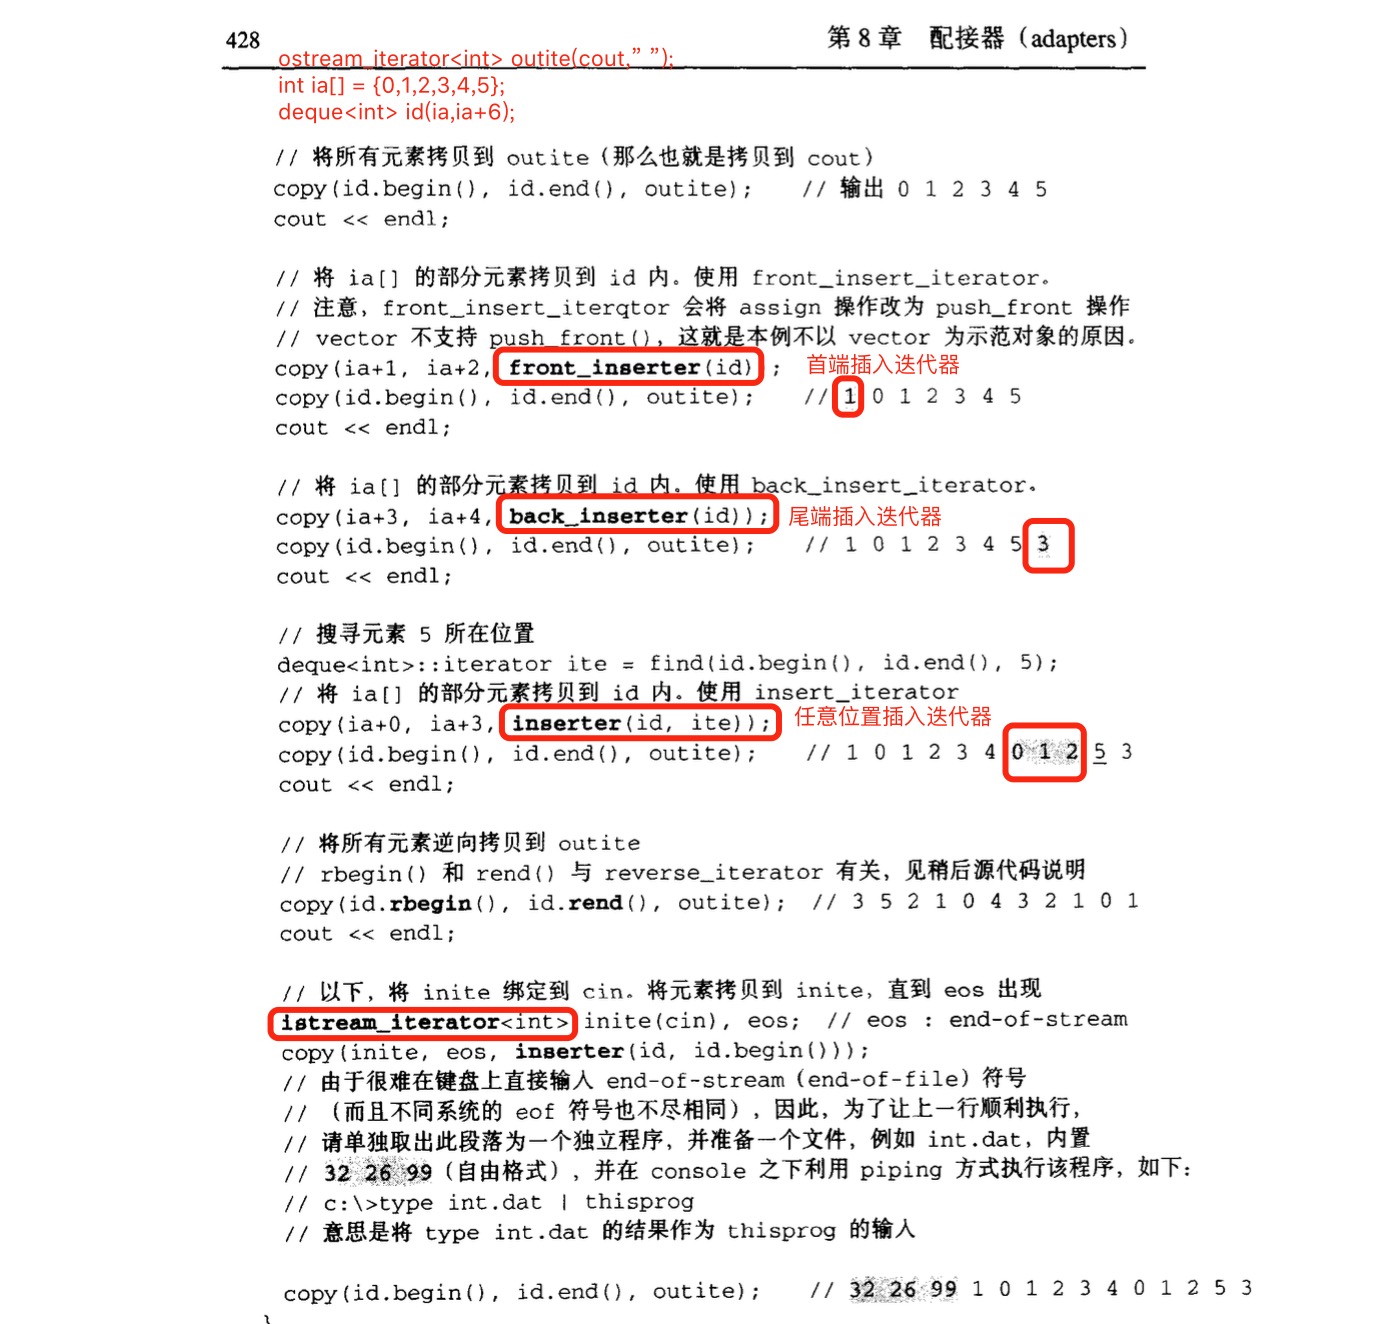 428
第 8 章 配接器（adapters）
ostream_iterator<int> outite(cout," ");
int ia[] = {0,1,2,3,4,5};
deque<int> id(ia,ia+6);
// 将所有元素拷贝到 outite（那么也就是拷贝到 cout）
copy(id.begin(), id.end(), outite); // 输出 0 1 2 3 4 5
cout << endl;
// 将 ia[] 的部分元素拷贝到 id 内。使用 front_insert_iterator。
// 注意，front_insert_iterqtor 会将 assign 操作改为 push_front 操作
// vector 不支持 push_front()，这就是本例不以 vector 为示范对象的原因。
copy(ia+1, ia+2, front_inserter(id) ; 首端插入迭代器
copy(id.begin(), id.end(), outite); // 1 0 1 2 3 4 5
cout << endl;
// 将 ia[] 的部分元素拷贝到 id 内。使用 back_insert_iterator。
copy(ia+3, ia+4, back_inserter(id)); 尾端插入迭代器
copy(id.begin(), id.end(), outite); // 1 0 1 2 3 4 5 3
cout << endl;
// 搜寻元素 5 所在位置
deque<int>::iterator ite = find(id.begin(), id.end(), 5);
// 将 ia[] 的部分元素拷贝到 id 内。使用 insert_iterator
copy(ia+0, ia+3, inserter(id, ite)); 任意位置插入迭代器
copy(id.begin(), id.end(), outite); // 1 0 1 2 3 4 0 1 2 5 3
cout << endl;
// 将所有元素逆向拷贝到 outite
// rbegin() 和 rend() 与 reverse_iterator 有关，见稍后源代码说明
copy(id.rbegin(), id.rend(), outite); // 3 5 2 1 0 4 3 2 1 0 1
cout << endl;
// 以下，将 inite 绑定到 cin。将元素拷贝到 inite，直到 eos 出现
istream_iterator<int> inite(cin), eos; // eos : end-of-stream
copy(inite, eos, inserter(id, id.begin()));
// 由于很难在键盘上直接输入 end-of-stream（end-of-file）符号
// （而且不同系统的 eof 符号也不尽相同），因此，为了让上一行顺利执行，
// 请单独取出此段落为一个独立程序，并准备一个文件，例如 int.dat，内置
// 32 26 99（自由格式），并在 console 之下利用 piping 方式执行该程序，如下：
// c:\>type int.dat | thisprog
// 意思是将 type int.dat 的结果作为 thisprog 的输入
copy(id.begin(), id.end(), outite); // 32 26 99 1 0 1 2 3 4 0 1 2 5 3
}